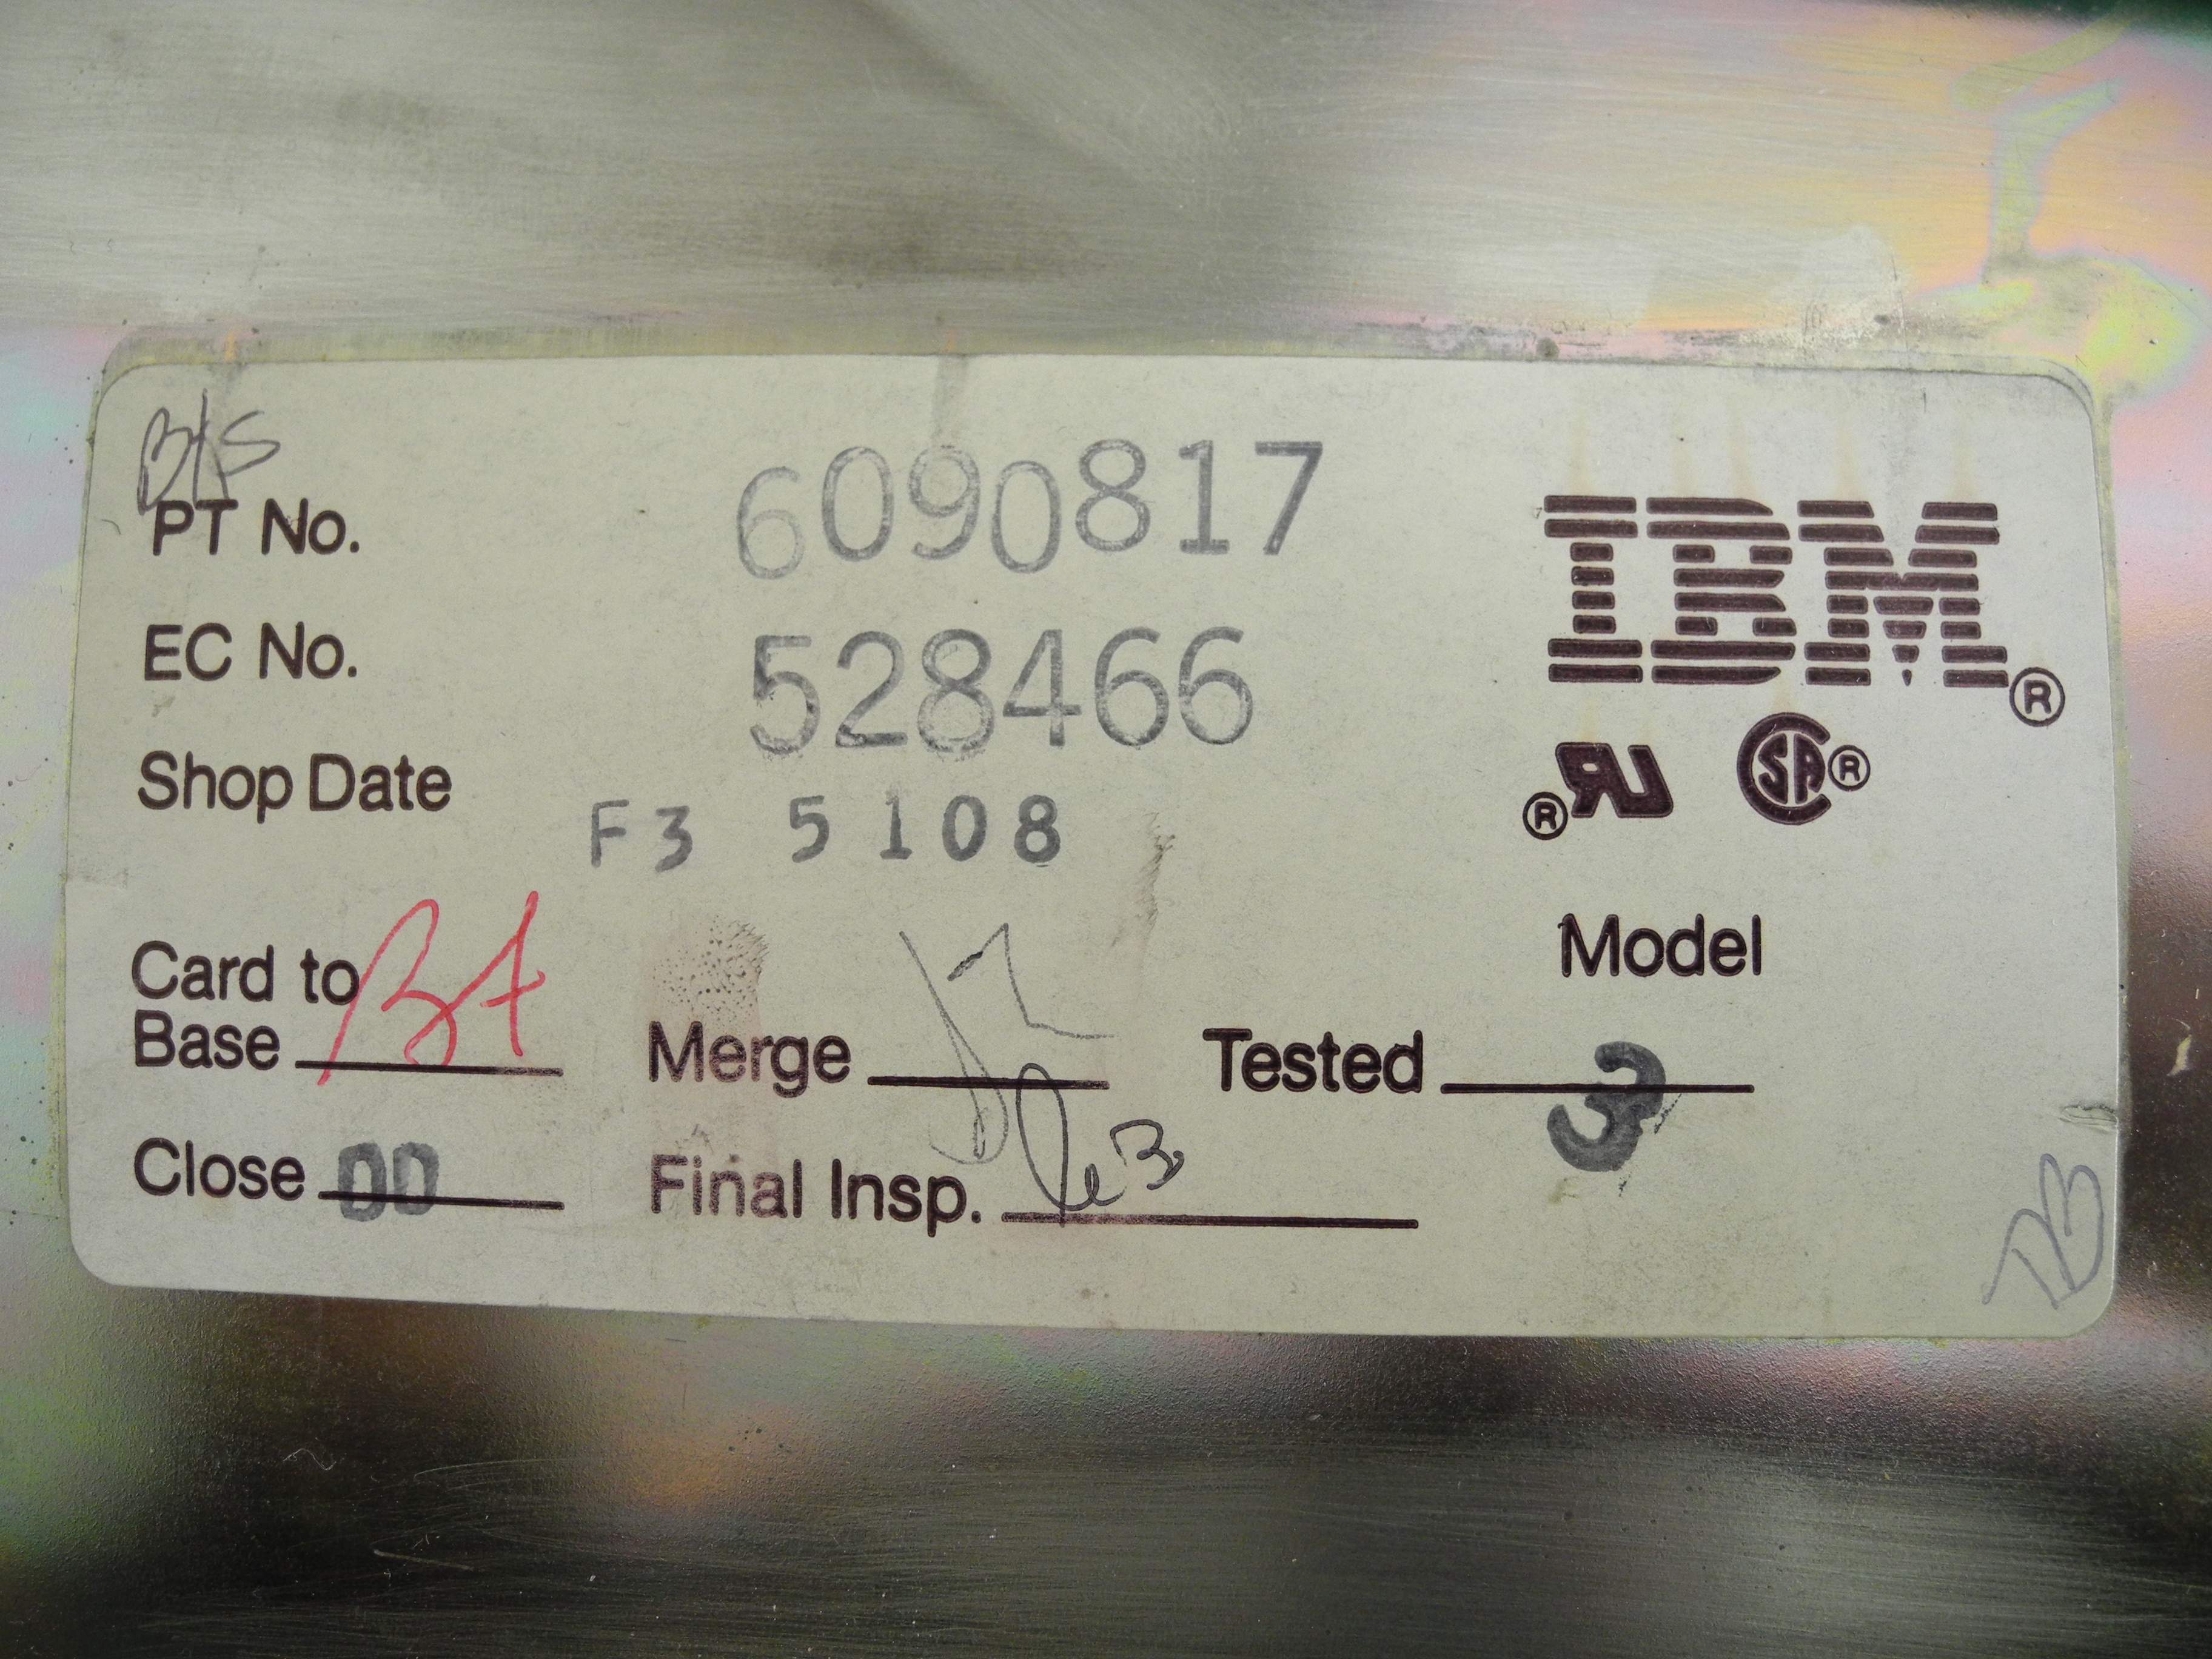 PT No. 6090817
IBM®
EC No. 528466
Shop Date F3 5108
Model
Card to
Base
Merge
Tested 3
Close 00
Final Insp.